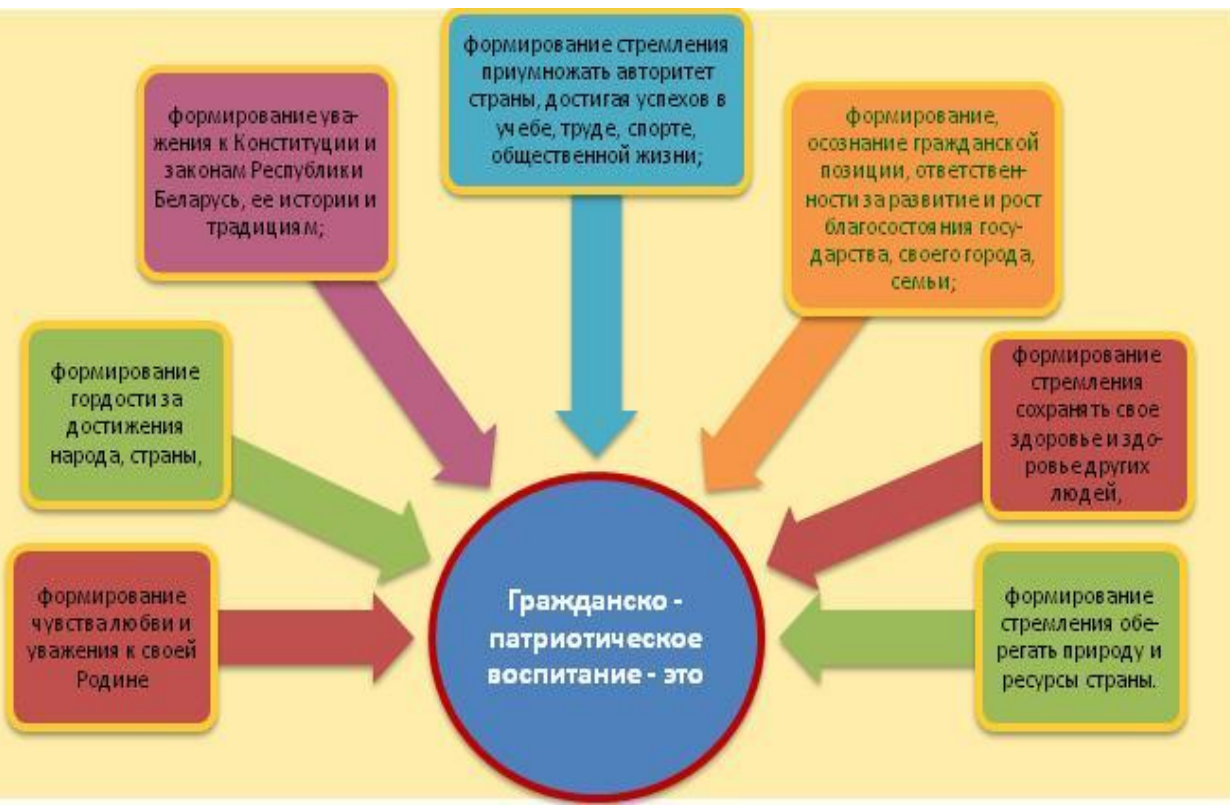 формирование стремления
приумножать авторитет
страны, достигая успехов в
учебе, труде, спорте,
общественной жизни;
формирование ува-
жения к Конституции и
законам Республики
Беларусь, ее истории и
традициям;
формирование,
осознание гражданской
позиции, ответствен-
ности за развитие и рост
благосостояния госу-
дарства, своего города,
семьи;
формирование
гордости за
достижения
народа, страны,
формирование
стремления
сохранять свое
здоровье и здо-
ровье других
людей,
формирование
чувства любви и
уважения к своей
Родине
Гражданско -
патриотическое
воспитание - это
формирование
стремления обе-
регать природу и
ресурсы страны.